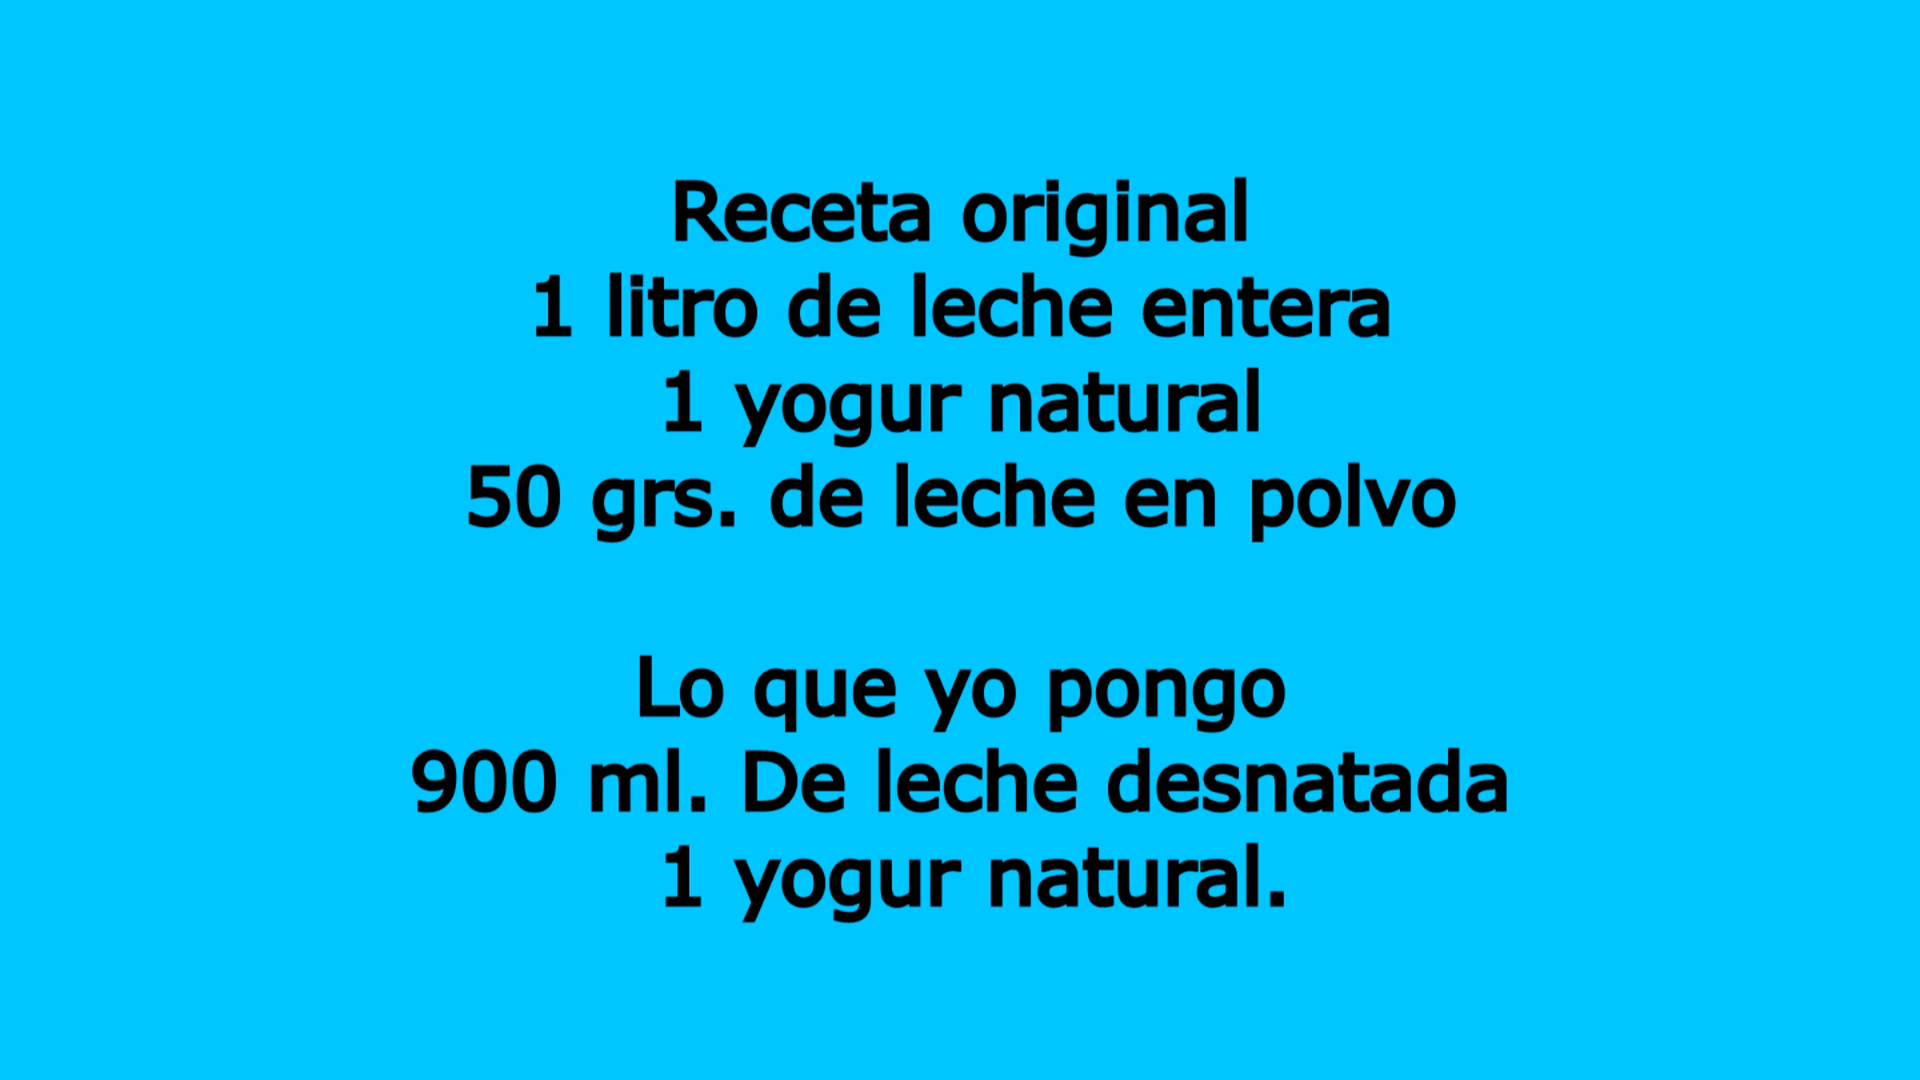 Receta original
1 litro de leche entera
1 yogur natural
50 grs. de leche en polvo
Lo que yo pongo
900 ml. De leche desnatada
1 yogur natural.